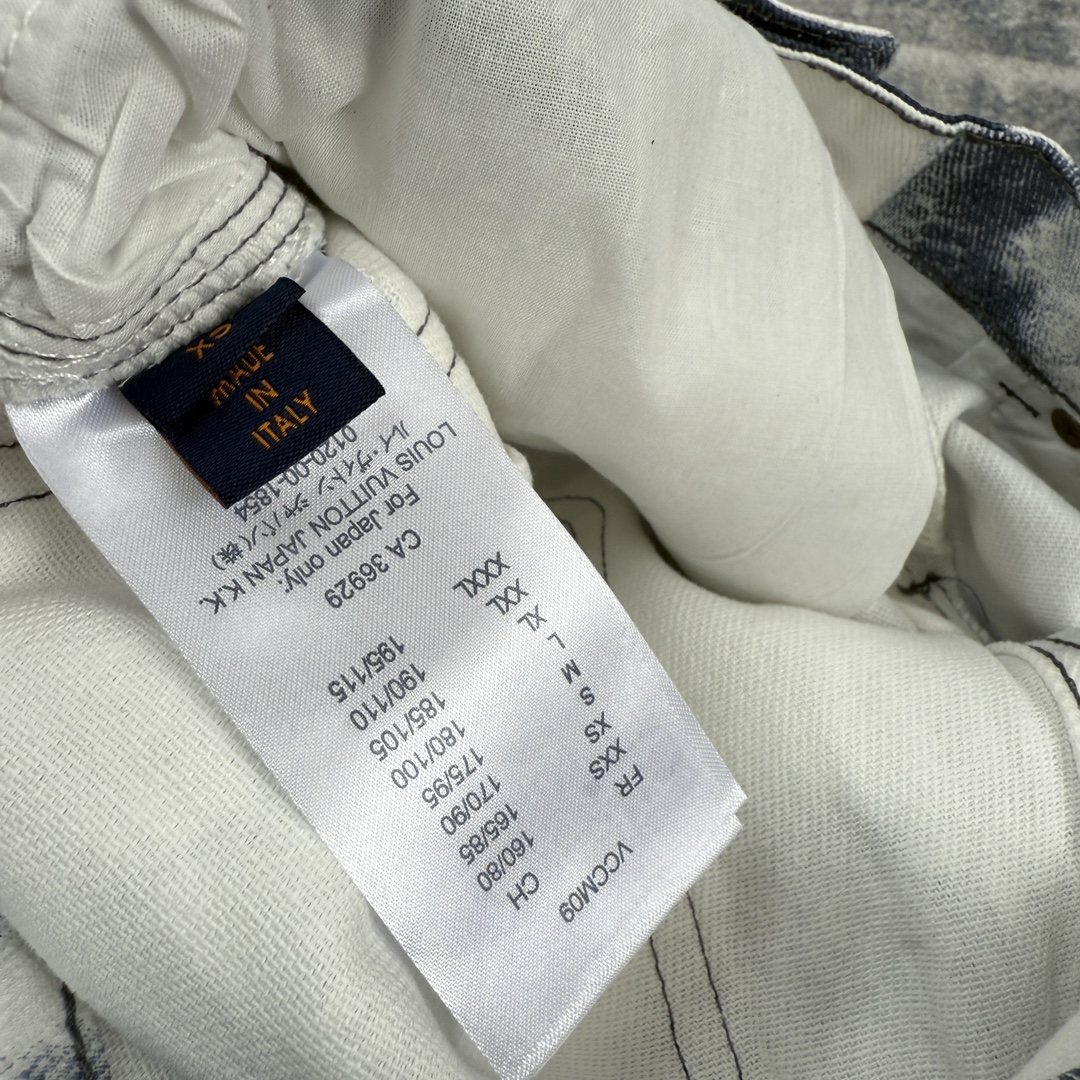 XS
MADE
IN
ITALY
VCCM09
FR CH
XXS 160/80
XS 165/85
S 170/90
M 175/95
L 180/100
XL 185/105
XXL 190/110
XXXL 195/115
CA 36929
For Japan only:
LOUIS VUITTON JAPAN K.K.
ルイ・ヴィトン ジャパン(株)
0120-00-1854